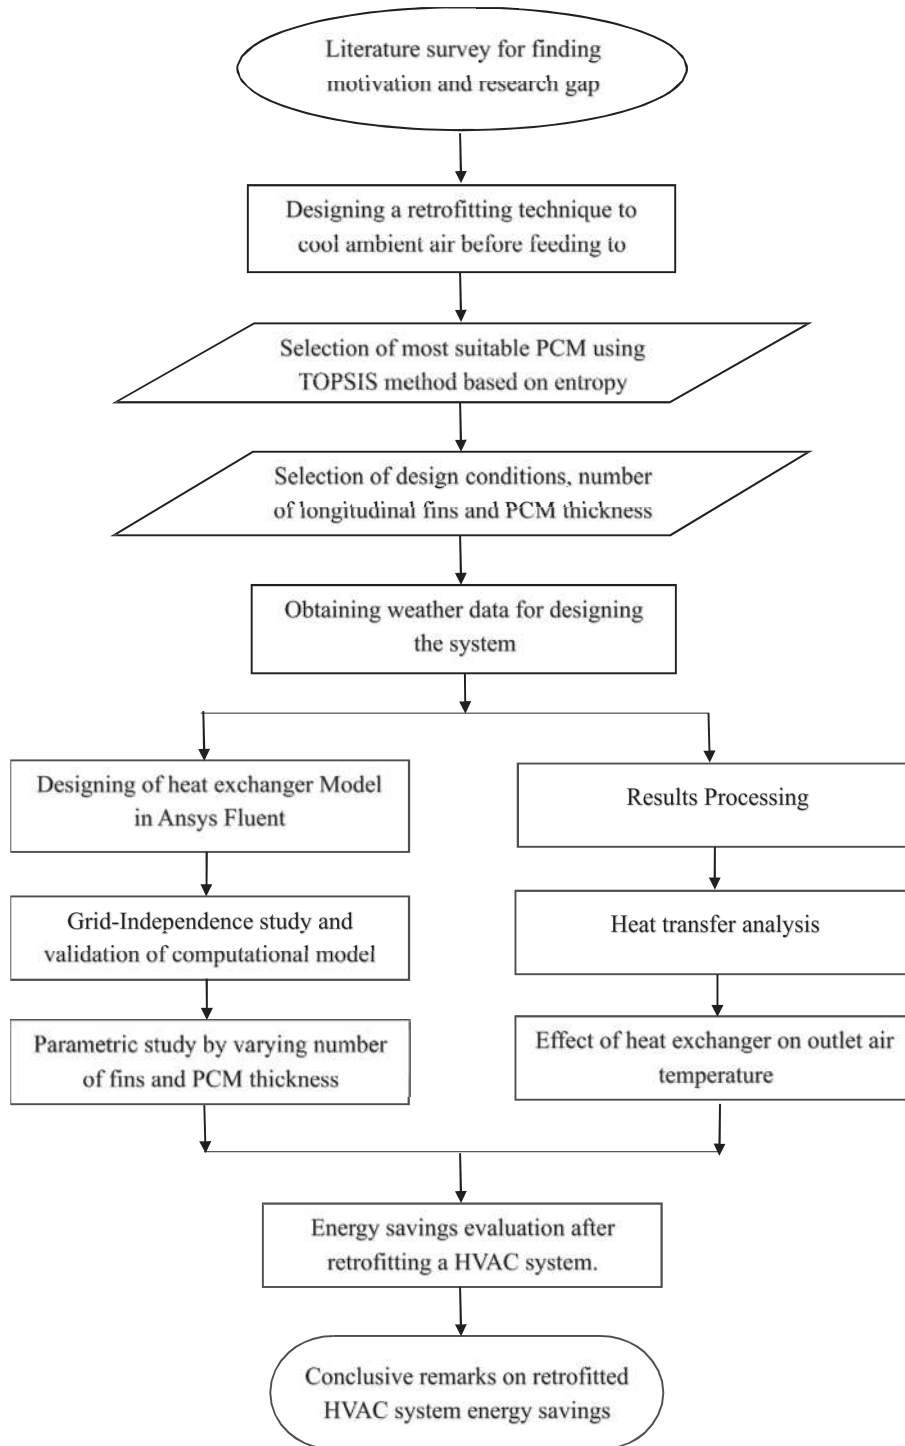 Literature survey for finding
motivation and research gap
Designing a retrofitting technique to
cool ambient air before feeding to
Selection of most suitable PCM using
TOPSIS method based on entropy
Selection of design conditions, number
of longitudinal fins and PCM thickness
Obtaining weather data for designing
the system
Designing of heat exchanger Model
in Ansys Fluent
Grid-Independence study and
validation of computational model
Parametric study by varying number
of fins and PCM thickness
Results Processing
Heat transfer analysis
Effect of heat exchanger on outlet air
temperature
Energy savings evaluation after
retrofitting a HVAC system.
Conclusive remarks on retrofitted
HVAC system energy savings